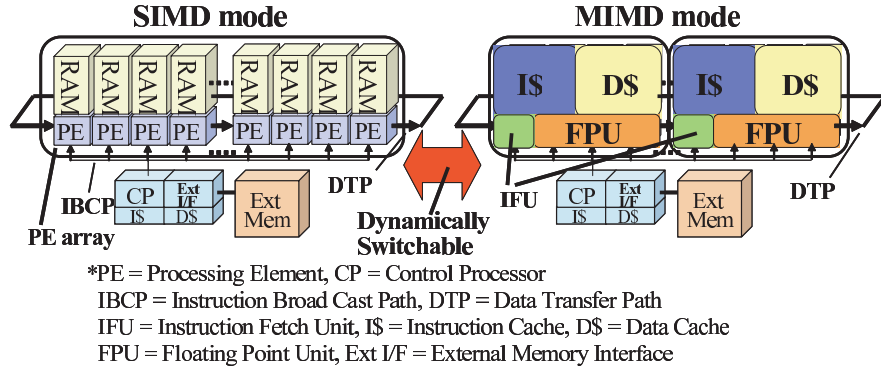 SIMD mode
MIMD mode
RAM RAM RAM RAM RAM RAM RAM RAM
PE PE PE PE PE PE PE PE
I$ D$ I$ D$
FPU FPU
IBCP
PE array
CP Ext I/F
I$ D$
Ext Mem
DTP
Dynamically
Switchable
IFU
CP Ext I/F
I$ D$
Ext Mem
DTP
*PE = Processing Element, CP = Control Processor
IBCP = Instruction Broad Cast Path, DTP = Data Transfer Path
IFU = Instruction Fetch Unit, I$ = Instruction Cache, D$ = Data Cache
FPU = Floating Point Unit, Ext I/F = External Memory Interface